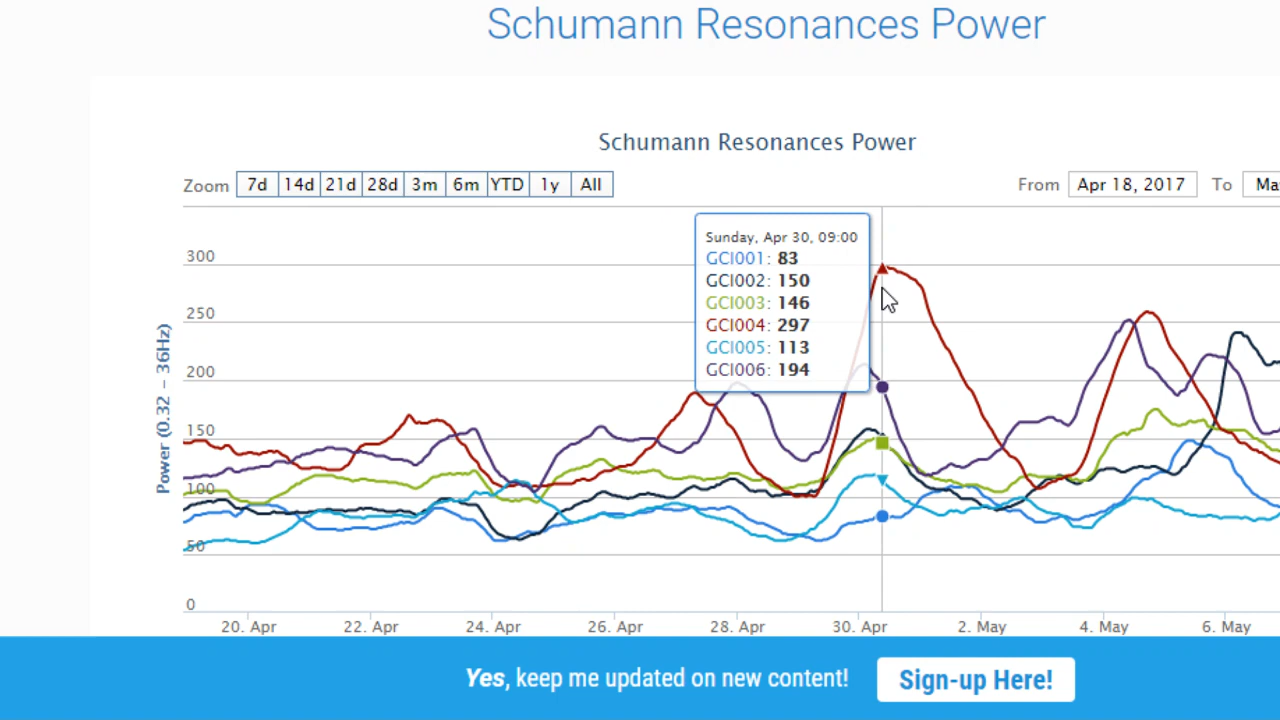 Schumann Resonances Power
Schumann Resonances Power
Zoom 7d 14d 21d 28d 3m 6m YTD 1y All From Apr 18, 2017 To Ma
Sunday, Apr 30, 09:00
GCI001: 83
GCI002: 150
GCI003: 146
GCI004: 297
GCI005: 113
GCI006: 194
Power (0.32 – 36Hz)
300
250
200
150
100
50
0
20. Apr 22. Apr 24. Apr 26. Apr 28. Apr 30. Apr 2. May 4. May 6. May
Yes, keep me updated on new content! Sign-up Here!